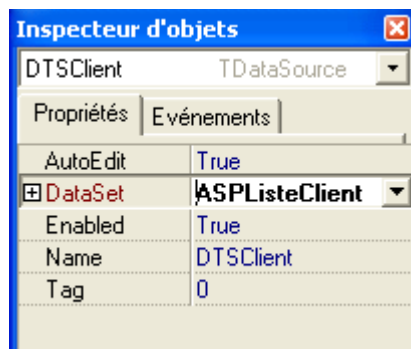 Inspecteur d'objets
DTSClient TDataSource
Propriétés Evénements
AutoEdit True
DataSet ASPListeClient
Enabled True
Name DTSClient
Tag 0